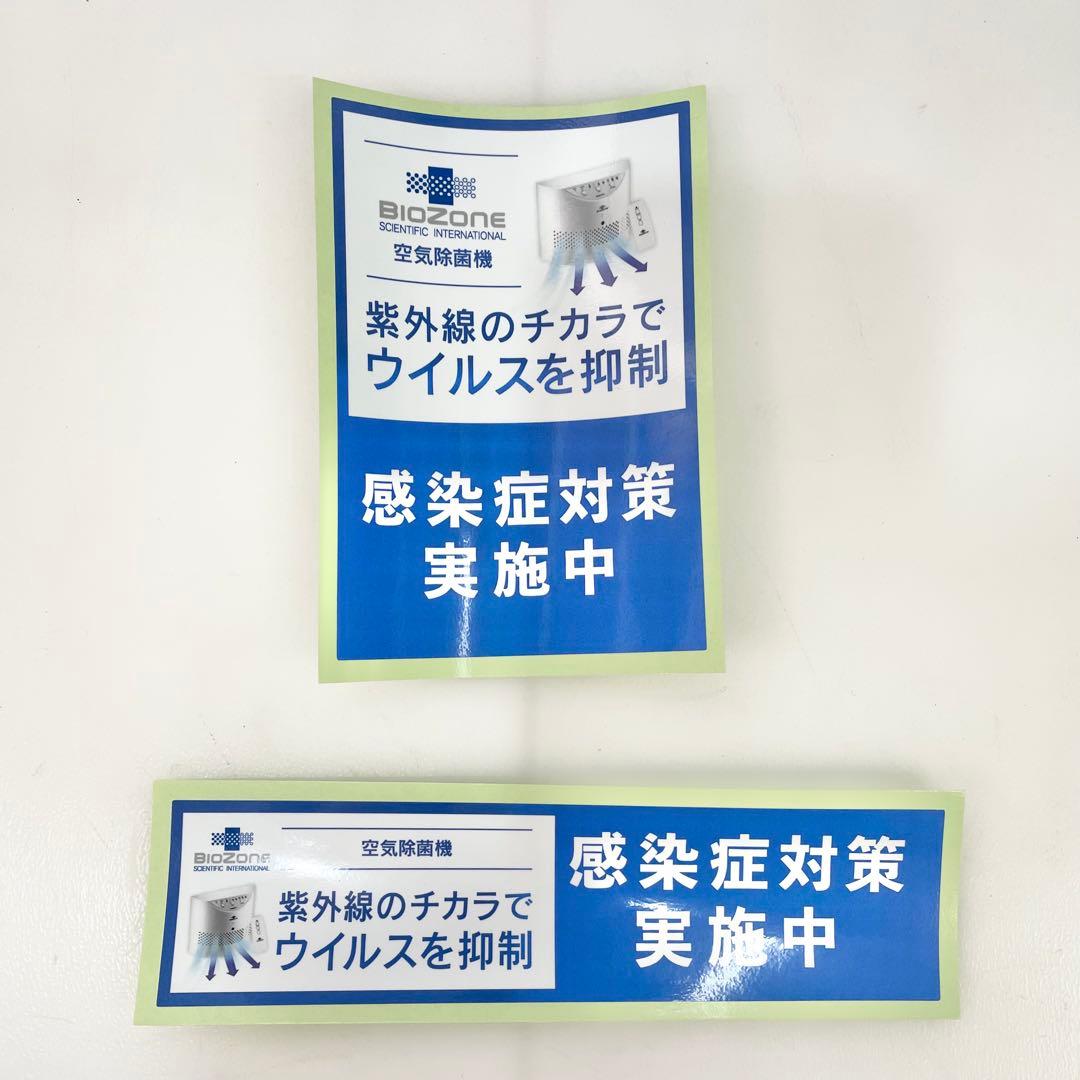 BIOZONE
SCIENTIFIC INTERNATIONAL
空気除菌機
紫外線のチカラで
ウイルスを抑制
感染症対策
実施中
BIOZONE
SCIENTIFIC INTERNATIONAL
空気除菌機
紫外線のチカラで
ウイルスを抑制
感染症対策
実施中